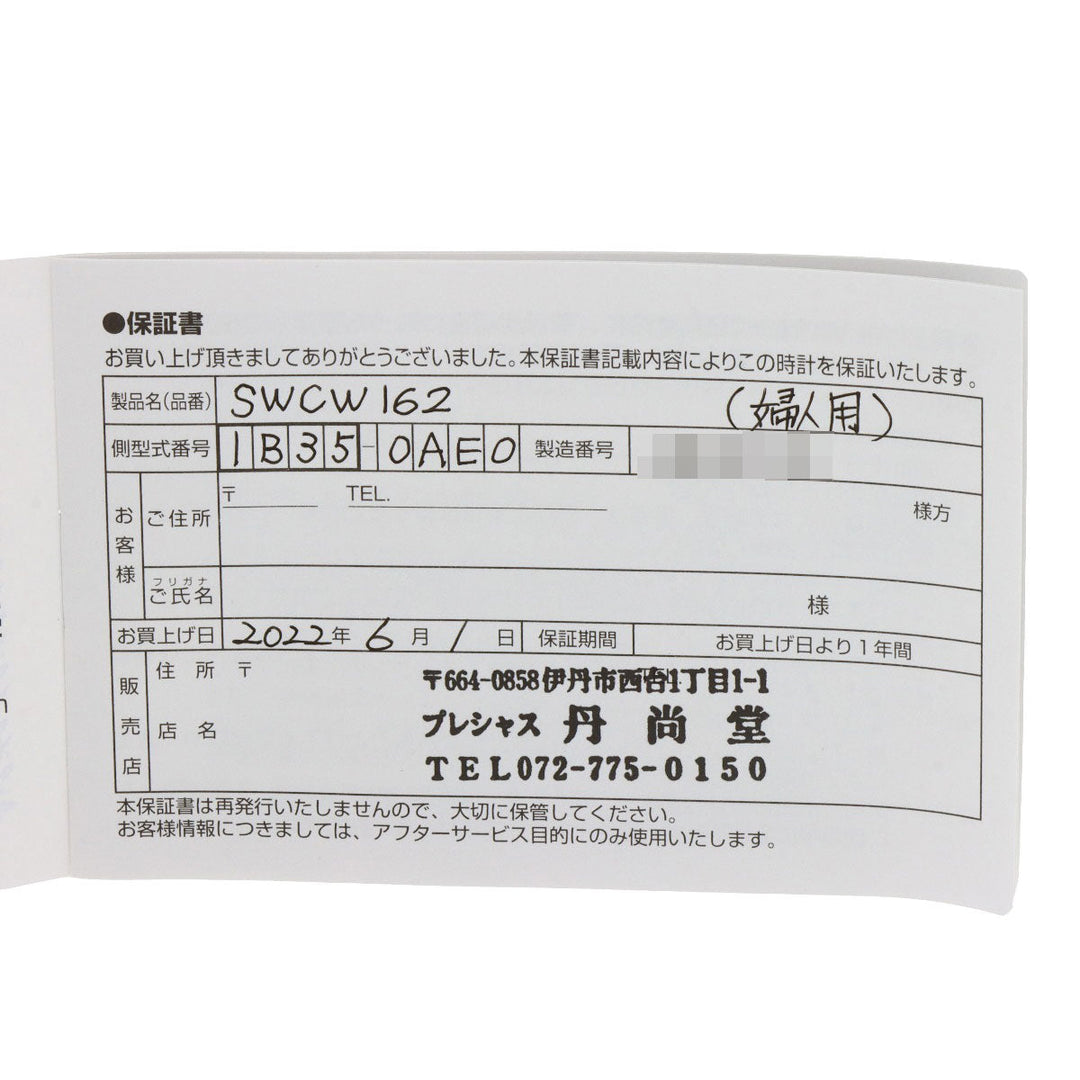 ●保証書
お買い上げ頂きましてありがとうございました。本保証書記載内容によりこの時計を保証いたします。
製品名(品番) SWCW162 (婦人用)
側型式番号 1B35-0AE0 製造番号
お客様 ご住所 〒 TEL. 様方
フリガナ
ご氏名 様
お買上げ日 2022年 6 月 1 日 保証期間 お買上げ日より1年間
販売店 住所 〒 〒664-0858伊丹市西台1丁目1-1
店名 プレシャス 丹尚堂
TEL072-775-0150
本保証書は再発行いたしませんので、大切に保管してください。
お客様情報につきましては、アフターサービス目的にのみ使用いたします。